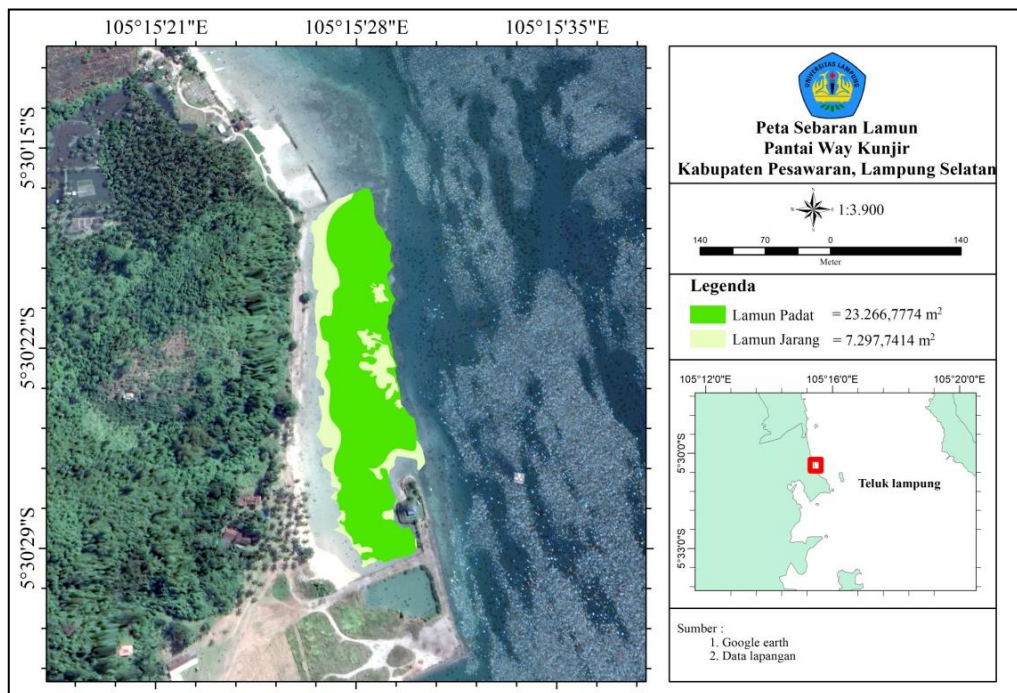 105°15'21"E
105°15'28"E
105°15'35"E
5°30'15"S
5°30'22"S
5°30'29"S
UNIVERSITAS LAMPUNG
Peta Sebaran Lamun
Pantai Way Kunjir
Kabupaten Pesawaran, Lampung Selatan
1:3.900
140 70 0 140
Meter
Legenda
Lamun Padat = 23.266,7774 m²
Lamun Jarang = 7.297,7414 m²
105°12'0"E 105°16'0"E 105°20'0"E
5°30'0"S
5°33'0"S
Teluk lampung
Sumber :
1. Google earth
2. Data lapangan